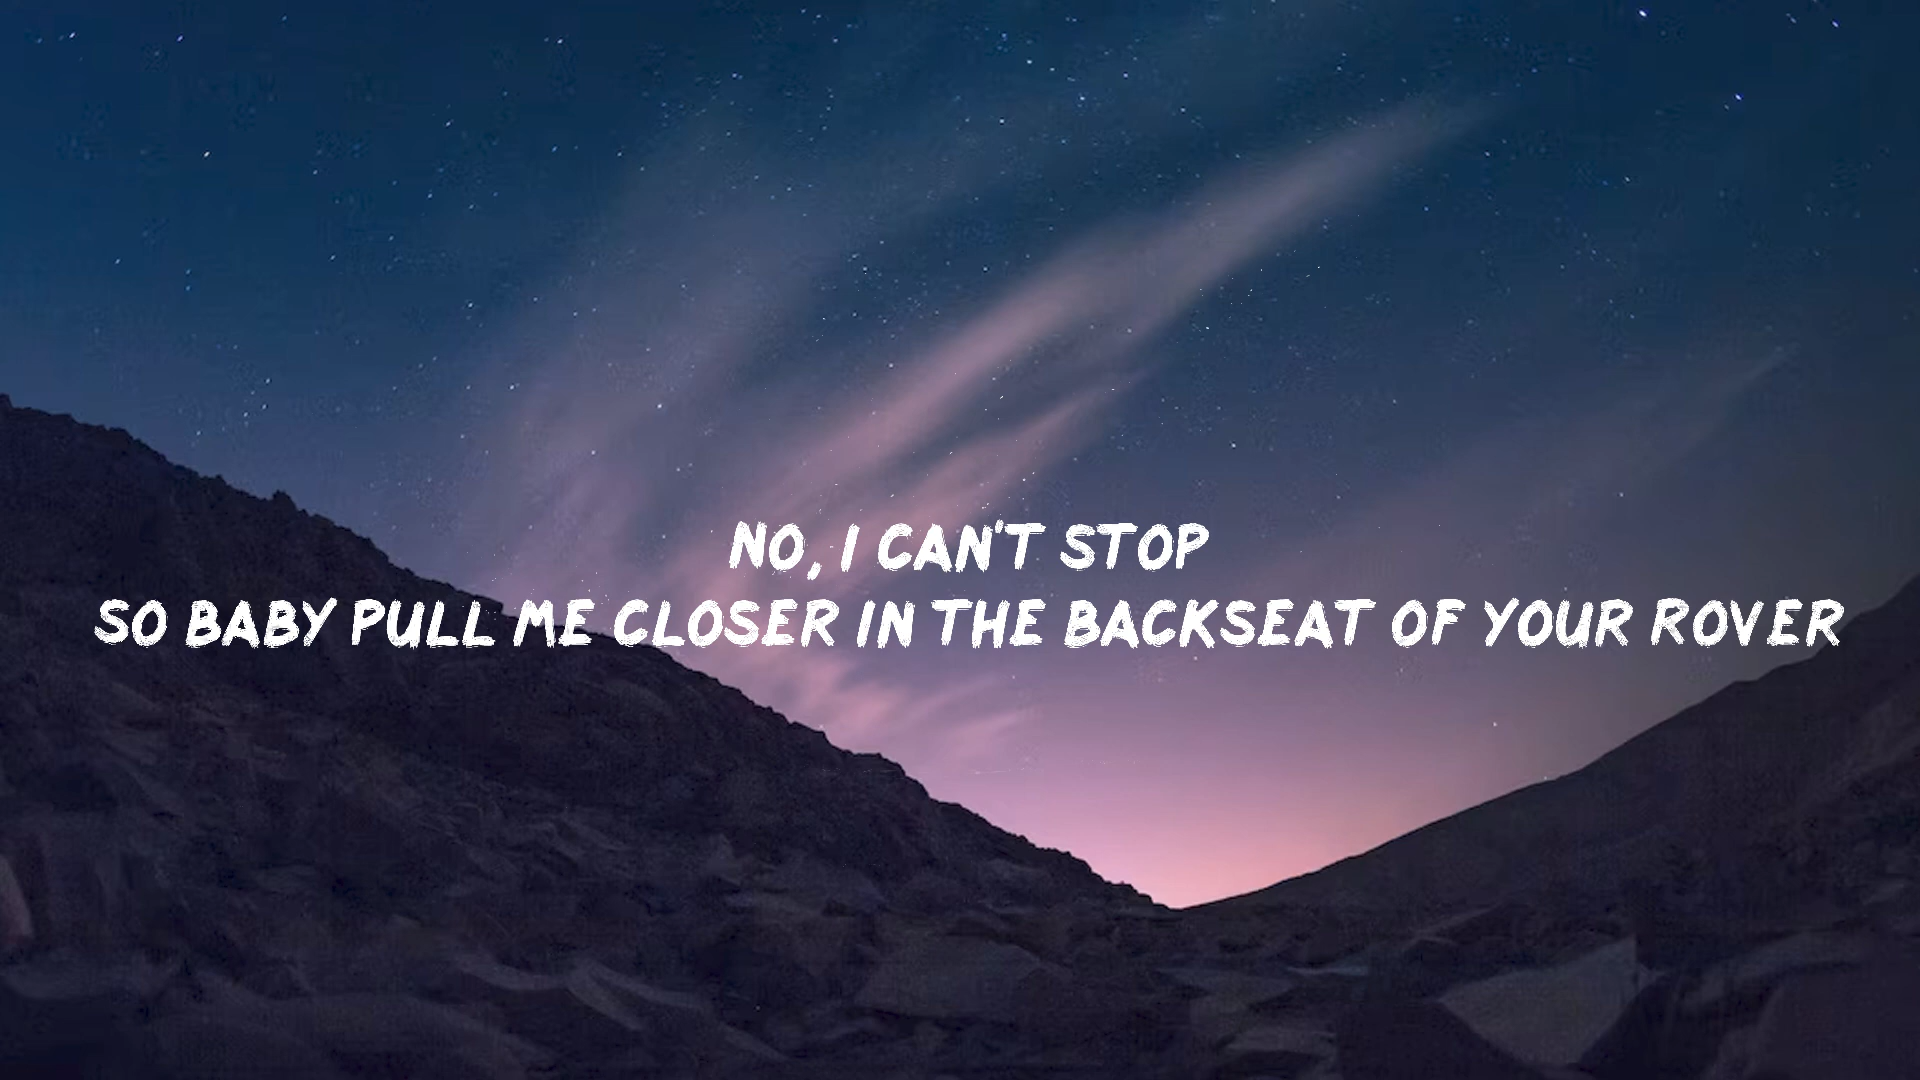 NO, I CAN'T STOP
SO BABY PULL ME CLOSER IN THE BACKSEAT OF YOUR ROVER